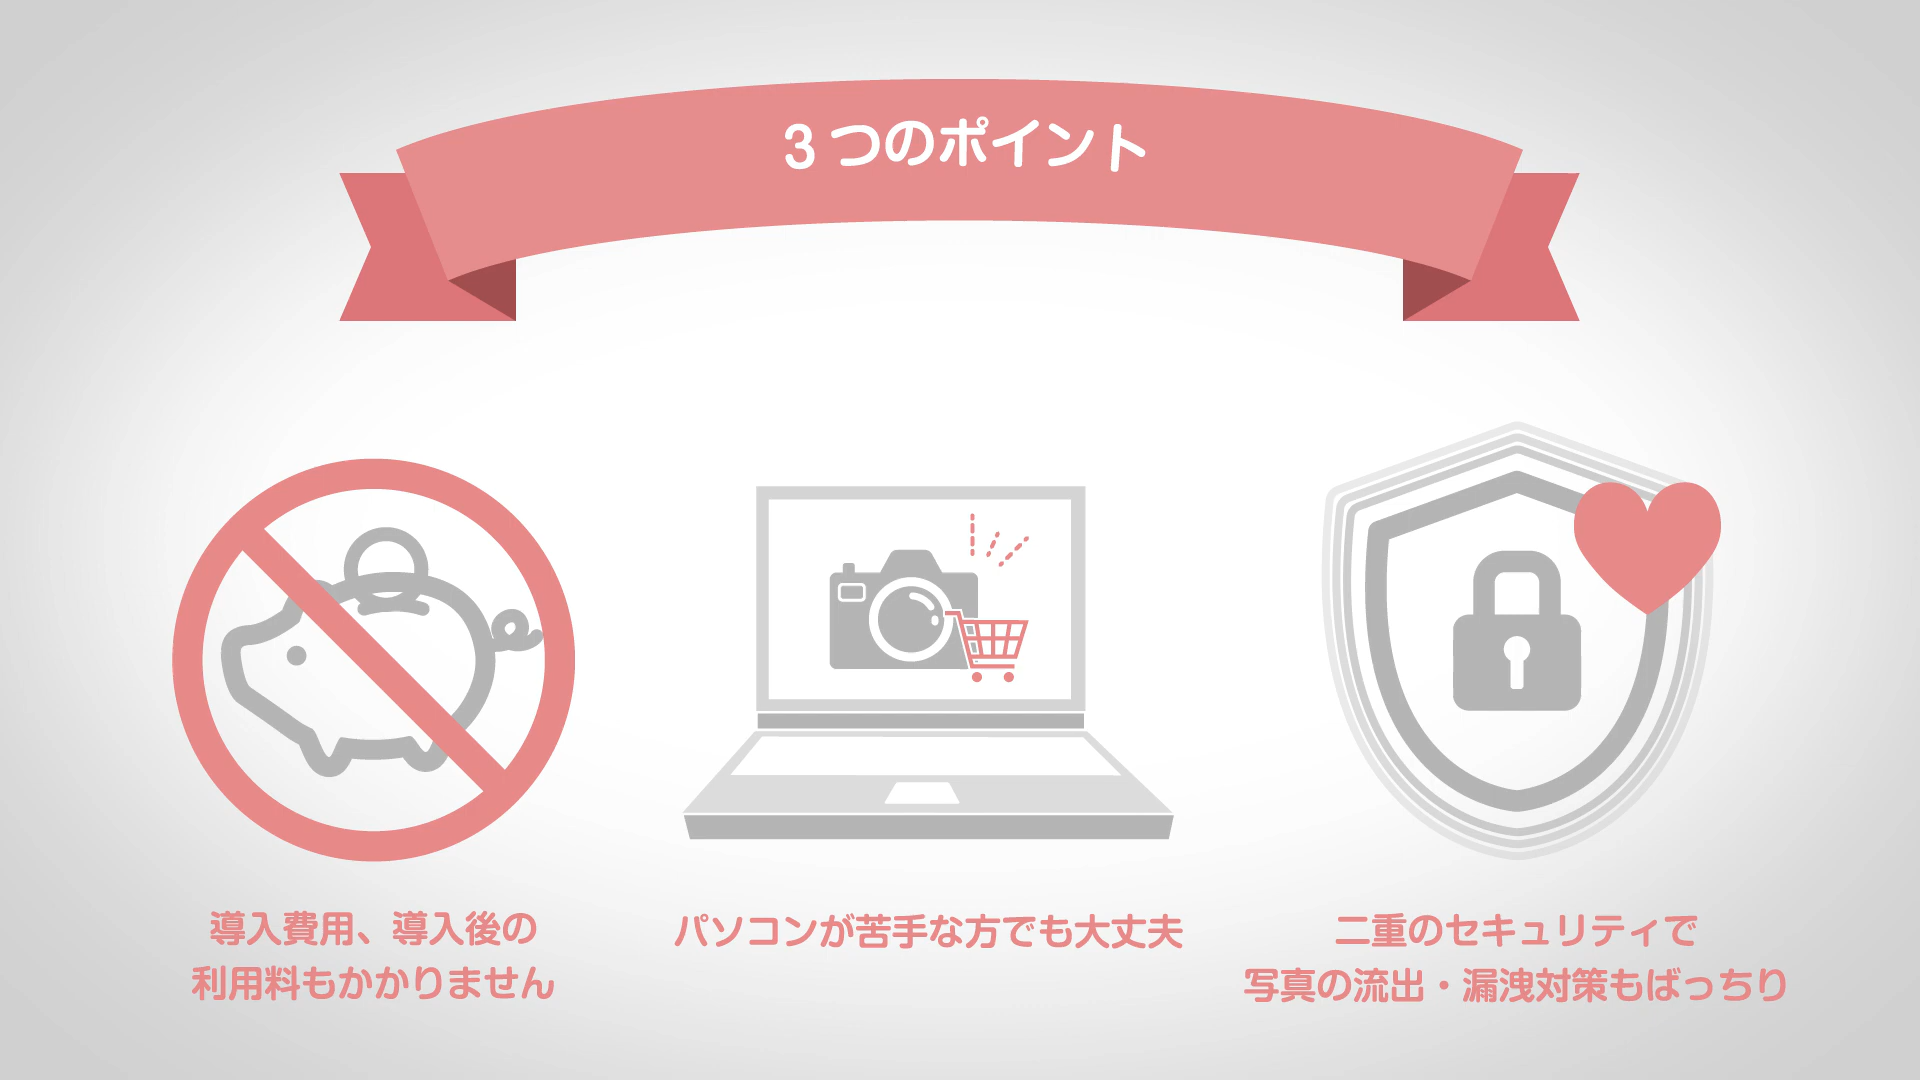 3つのポイント
導入費用、導入後の
利用料もかかりません
パソコンが苦手な方でも大丈夫
二重のセキュリティで
写真の流出・漏洩対策もばっちり